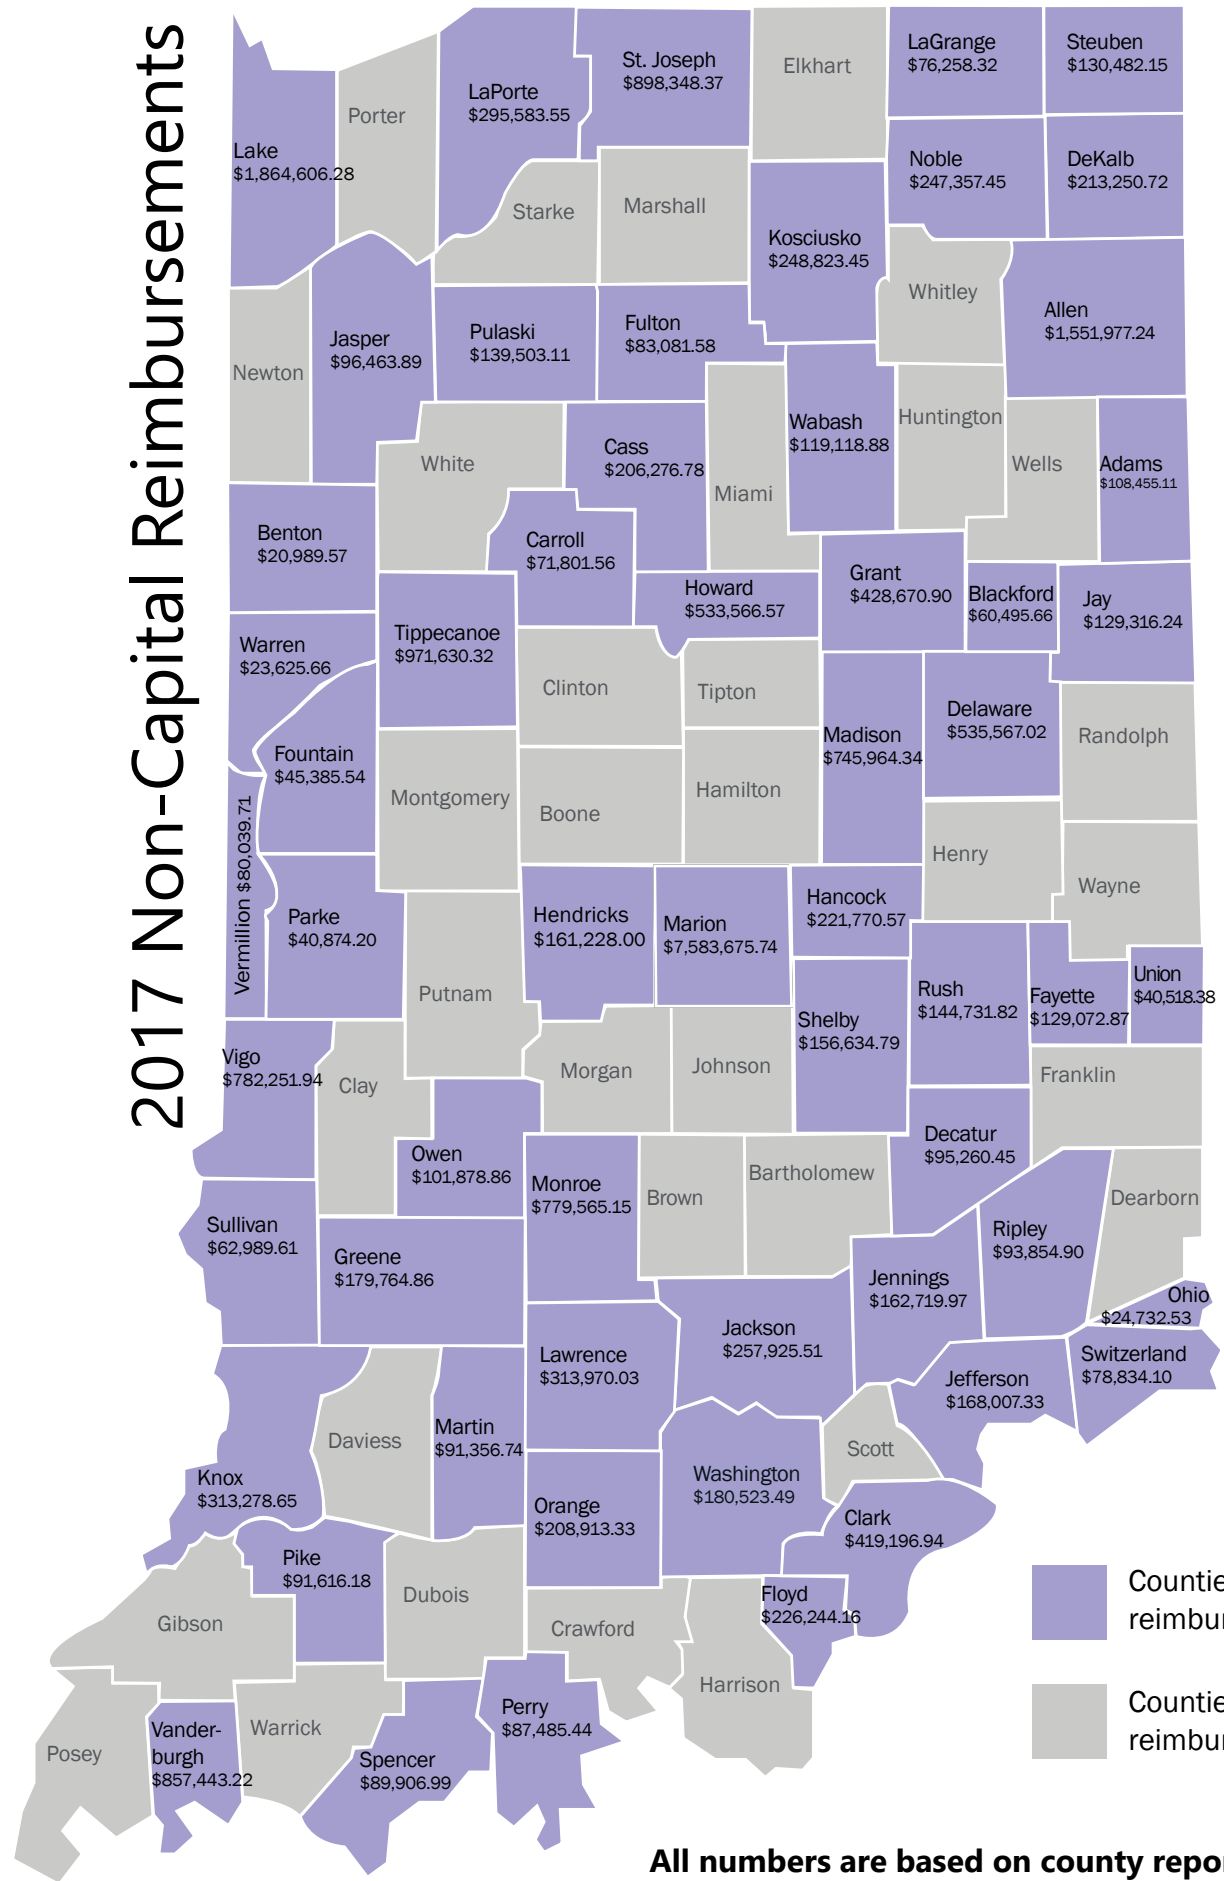 2017 Non-Capital Reimbursements
LaGrange
$76,258.32
Steuben
$130,482.15
St. Joseph
$898,348.37
Elkhart
LaPorte
$295,583.55
Porter
Lake
$1,864,606.28
Noble
$247,357.45
DeKalb
$213,250.72
Starke
Marshall
Kosciusko
$248,823.45
Whitley
Allen
$1,551,977.24
Jasper
$96,463.89
Pulaski
$139,503.11
Fulton
$83,081.58
Newton
White
Cass
$206,276.78
Miami
Wabash
$119,118.88
Huntington
Wells
Adams
$108,455.11
Benton
$20,989.57
Carroll
$71,801.56
Howard
$533,566.57
Grant
$428,670.90
Blackford
$60,495.66
Jay
$129,316.24
Warren
$23,625.66
Tippecanoe
$971,630.32
Clinton
Tipton
Madison
$745,964.34
Delaware
$535,567.02
Randolph
Fountain
$45,385.54
Montgomery
Boone
Hamilton
Henry
Wayne
Vermillion $80,039.71
Parke
$40,874.20
Putnam
Hendricks
$161,228.00
Marion
$7,583,675.74
Hancock
$221,770.57
Rush
$144,731.82
Fayette
$129,072.87
Union
$40,518.38
Shelby
$156,634.79
Vigo
$782,251.94
Clay
Morgan
Johnson
Franklin
Owen
$101,878.86
Monroe
$779,565.15
Brown
Bartholomew
Decatur
$95,260.45
Dearborn
Sullivan
$62,989.61
Greene
$179,764.86
Ripley
$93,854.90
Jennings
$162,719.97
Ohio
$24,732.53
Jackson
$257,925.51
Lawrence
$313,970.03
Switzerland
$78,834.10
Jefferson
$168,007.33
Daviess
Martin
$91,356.74
Scott
Knox
$313,278.65
Washington
$180,523.49
Orange
$208,913.33
Clark
$419,196.94
Pike
$91,616.18
Dubois
Floyd
$226,244.16
Gibson
Crawford
Harrison
Posey
Vander-
burgh
$857,443.22
Warrick
Spencer
$89,906.99
Perry
$87,485.44
Countie
reimbur
Countie
reimbur
All numbers are based on county repor